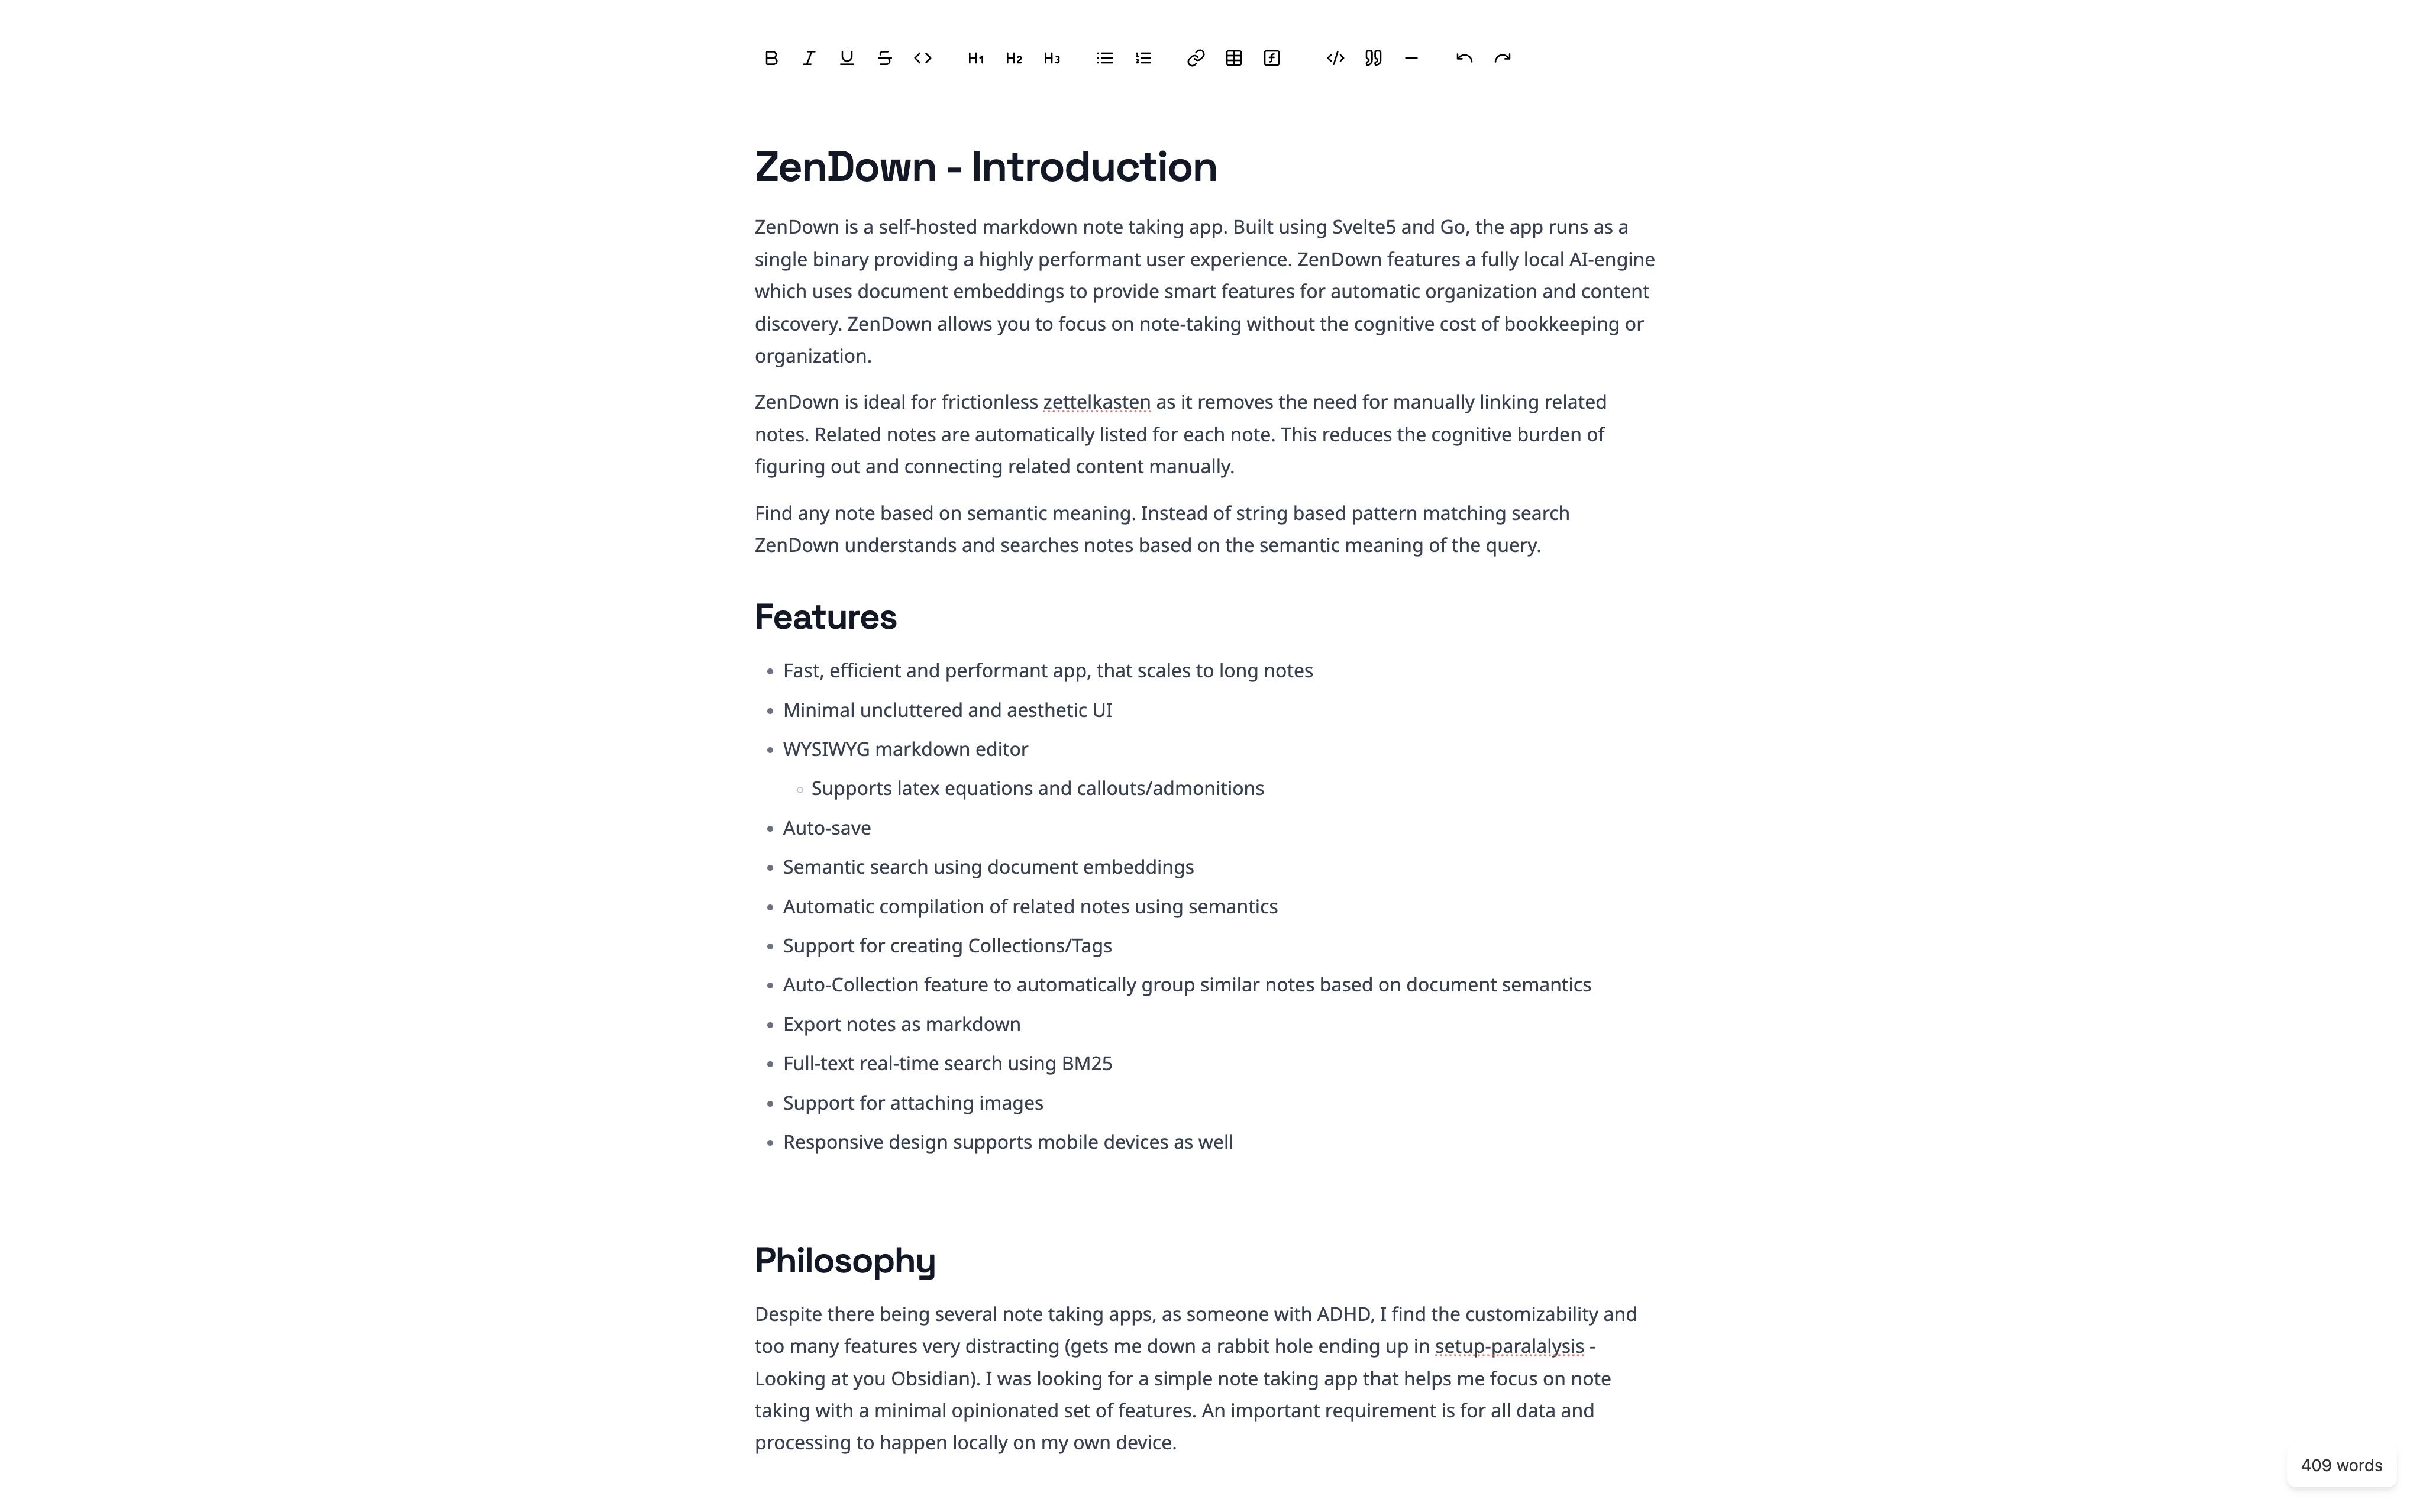 H1 H2 H3
ZenDown - Introduction
ZenDown is a self-hosted markdown note taking app. Built using Svelte5 and Go, the app runs as a
single binary providing a highly performant user experience. ZenDown features a fully local AI-engine
which uses document embeddings to provide smart features for automatic organization and content
discovery. ZenDown allows you to focus on note-taking without the cognitive cost of bookkeeping or
organization.
ZenDown is ideal for frictionless zettelkasten as it removes the need for manually linking related
notes. Related notes are automatically listed for each note. This reduces the cognitive burden of
figuring out and connecting related content manually.
Find any note based on semantic meaning. Instead of string based pattern matching search
ZenDown understands and searches notes based on the semantic meaning of the query.
Features
Fast, efficient and performant app, that scales to long notes
Minimal uncluttered and aesthetic UI
WYSIWYG markdown editor
Supports latex equations and callouts/admonitions
Auto-save
Semantic search using document embeddings
Automatic compilation of related notes using semantics
Support for creating Collections/Tags
Auto-Collection feature to automatically group similar notes based on document semantics
Export notes as markdown
Full-text real-time search using BM25
Support for attaching images
Responsive design supports mobile devices as well
Philosophy
Despite there being several note taking apps, as someone with ADHD, I find the customizability and
too many features very distracting (gets me down a rabbit hole ending up in setup-paralalysis -
Looking at you Obsidian). I was looking for a simple note taking app that helps me focus on note
taking with a minimal opinionated set of features. An important requirement is for all data and
processing to happen locally on my own device.
409 words